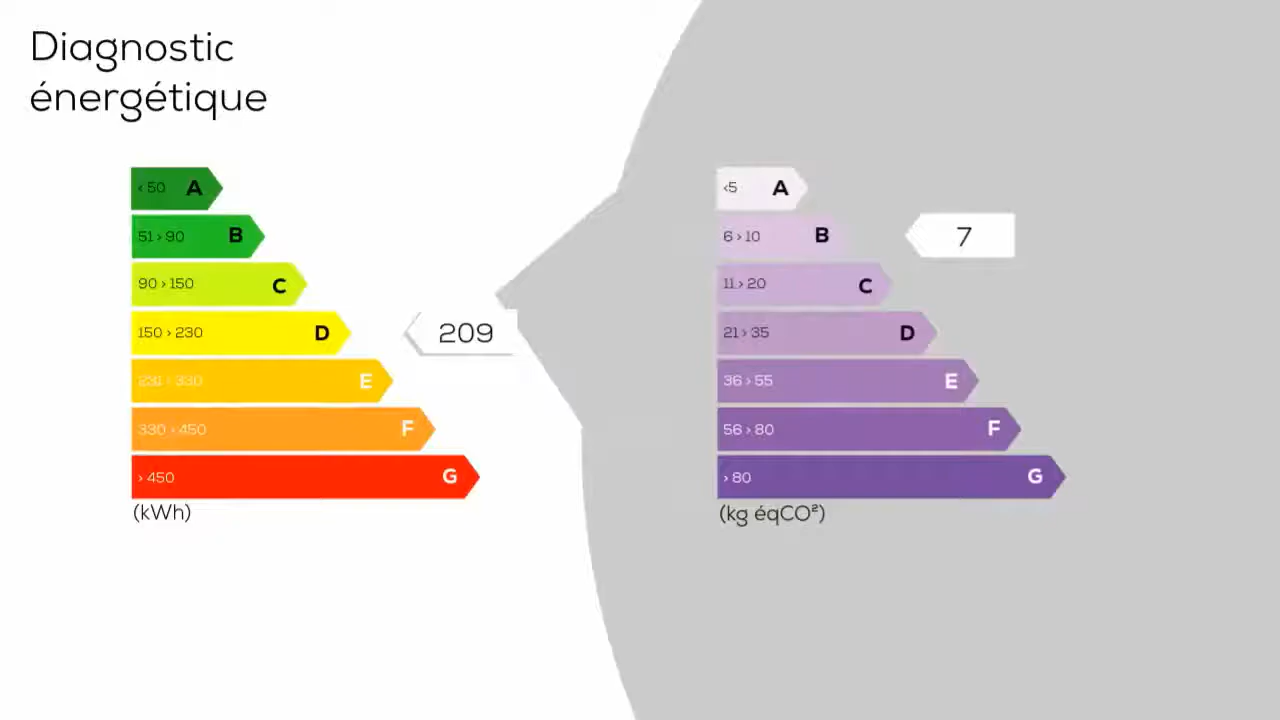 Diagnostic
énergétique
< 50 A
51 > 90 B
90 > 150 C
150 > 230 D
209
231 > 330 E
330 > 450 F
> 450 G
(kWh)
<5 A
6 > 10 B
7
11 > 20 C
21 > 35 D
36 > 55 E
56 > 80 F
> 80 G
(kg éqCO²)